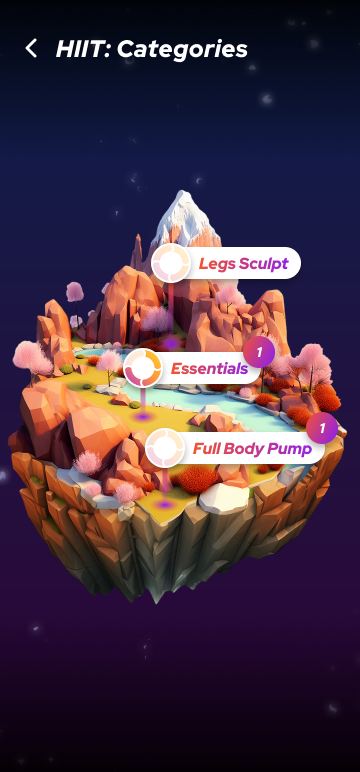 HIIT: Categories
Legs Sculpt
1
Essentials
1
Full Body Pump